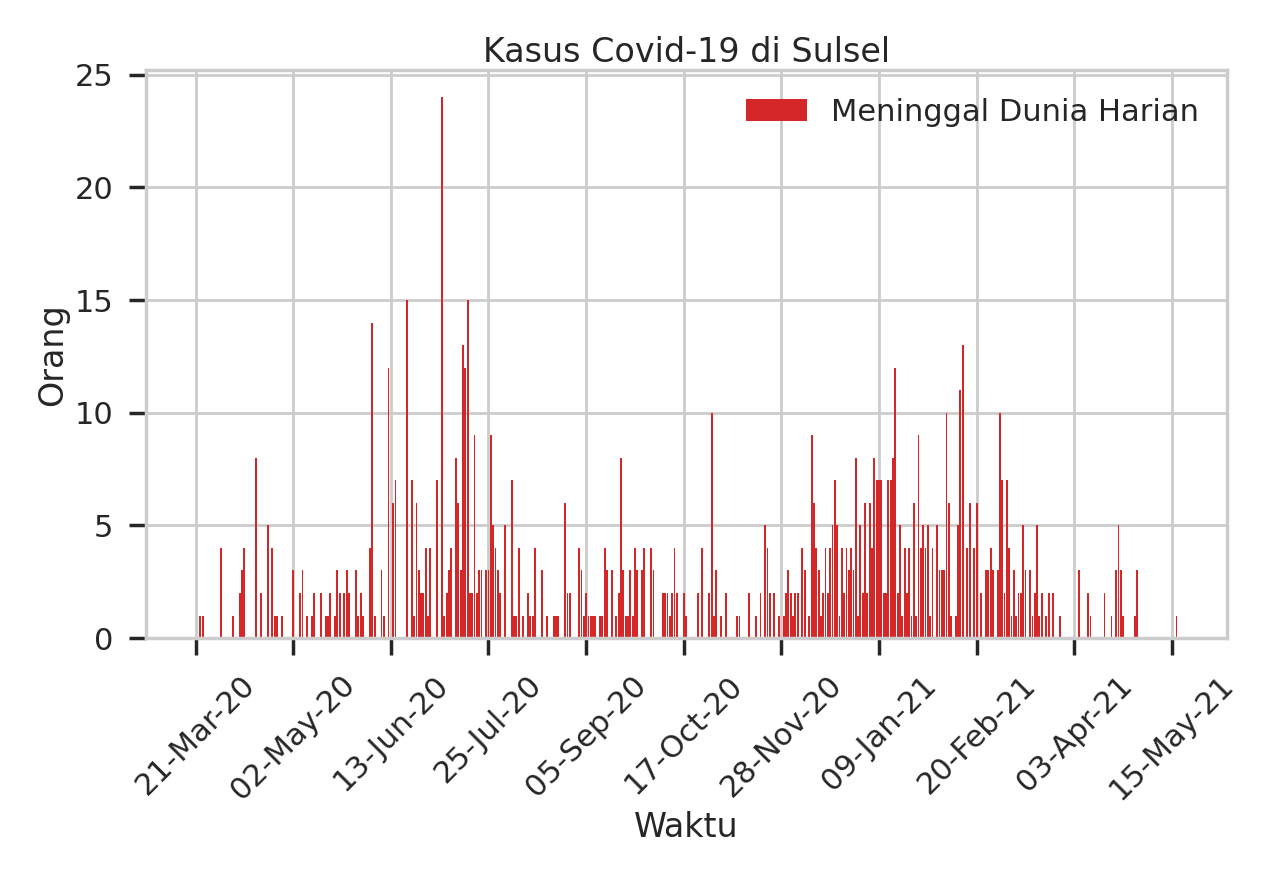 Kasus Covid-19 di Sulsel
Meninggal Dunia Harian
Orang
25
20
15
10
5
0
21-Mar-20
02-May-20
13-Jun-20
25-Jul-20
05-Sep-20
17-Oct-20
28-Nov-20
09-Jan-21
20-Feb-21
03-Apr-21
15-May-21
Waktu